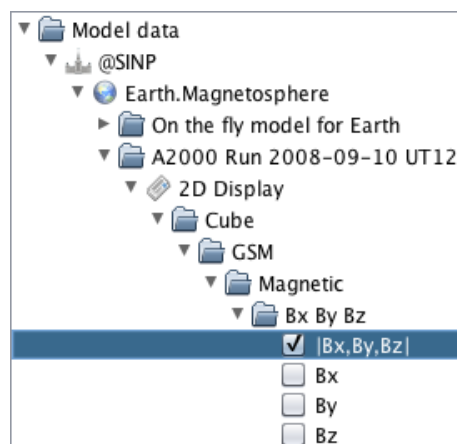 Model data
@SINP
Earth.Magnetosphere
On the fly model for Earth
A2000 Run 2008-09-10 UT12
2D Display
Cube
GSM
Magnetic
Bx By Bz
|Bx,By,Bz|
Bx
By
Bz